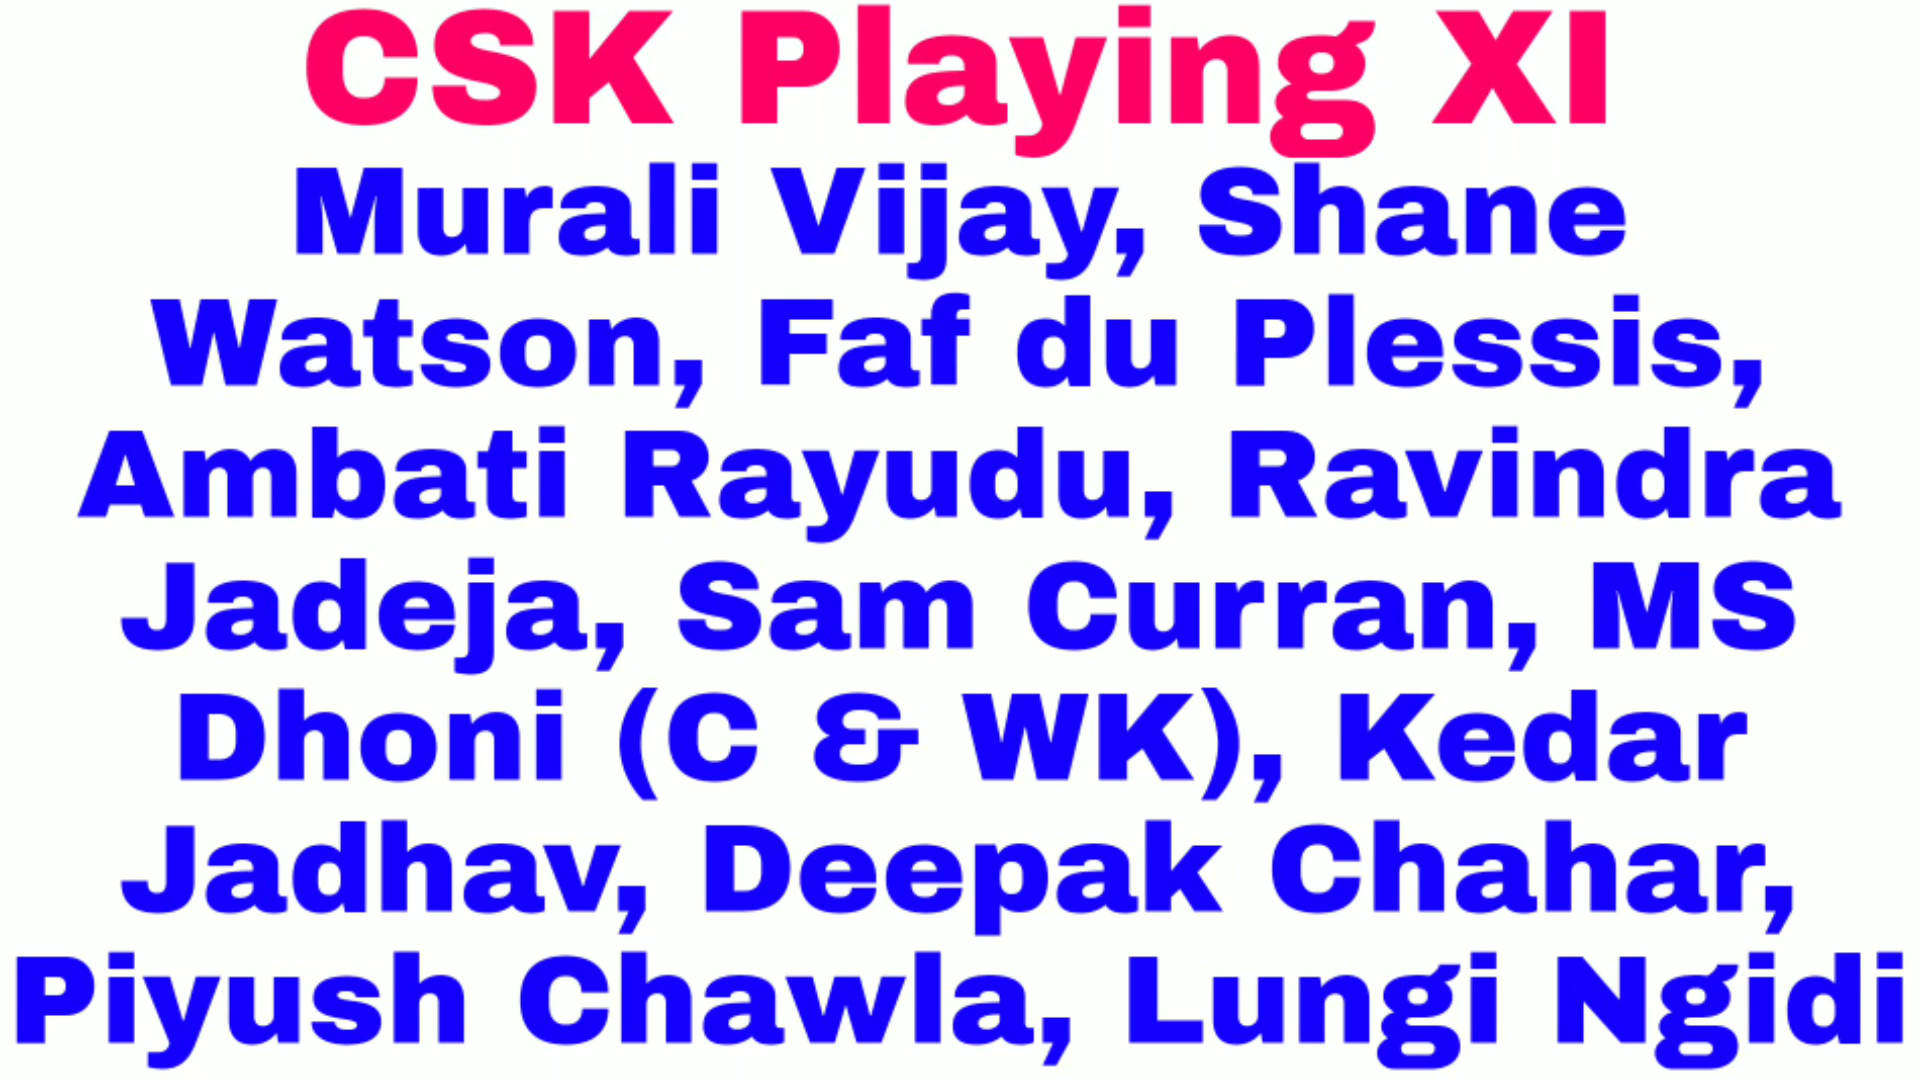 CSK Playing XI
Murali Vijay, Shane
Watson, Faf du Plessis,
Ambati Rayudu, Ravindra
Jadeja, Sam Curran, MS
Dhoni (C & WK), Kedar
Jadhav, Deepak Chahar,
Piyush Chawla, Lungi Ngidi